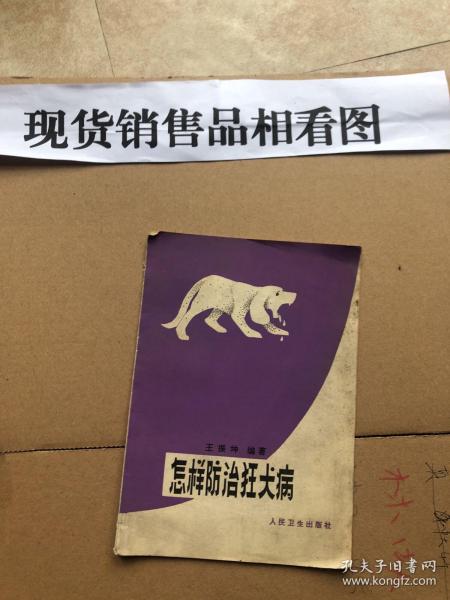 现货销售品相看图
王振坤 编著
怎样防治狂犬病
人民卫生出版社
孔夫子旧书网
www.kongfz.com